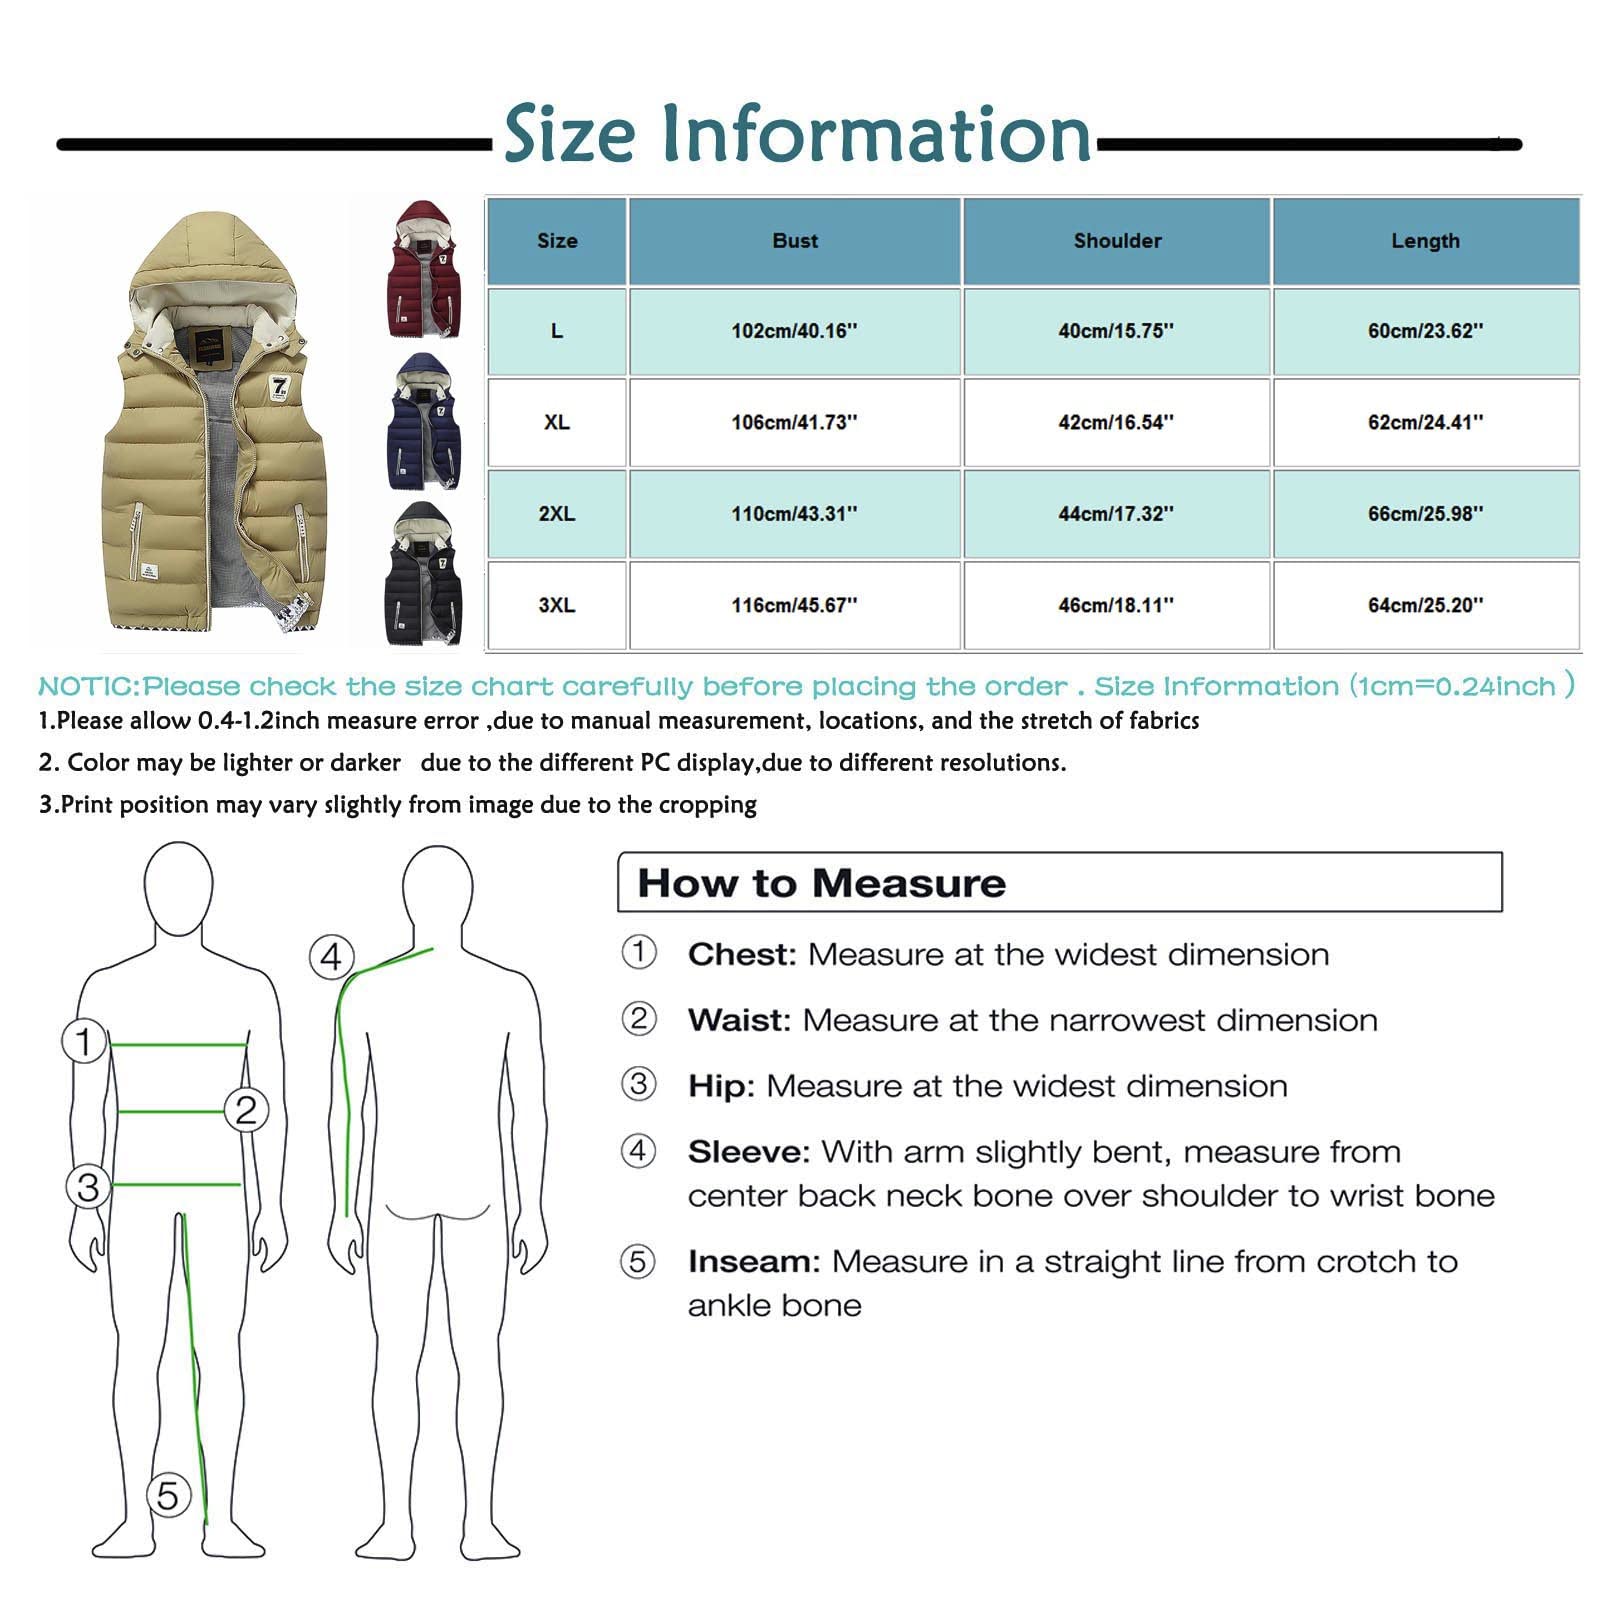 Size Information
Size Bust Shoulder Length
L 102cm/40.16'' 40cm/15.75'' 60cm/23.62''
XL 106cm/41.73'' 42cm/16.54'' 62cm/24.41''
2XL 110cm/43.31'' 44cm/17.32'' 66cm/25.98''
3XL 116cm/45.67'' 46cm/18.11'' 64cm/25.20''
7
7
7
7
NOTIC:Please check the size chart carefully before placing the order . Size Information (1cm=0.24inch )
1.Please allow 0.4-1.2inch measure error ,due to manual measurement, locations, and the stretch of fabrics
2. Color may be lighter or darker due to the different PC display,due to different resolutions.
3.Print position may vary slightly from image due to the cropping
1
2
3
4
5
How to Measure
1 Chest: Measure at the widest dimension
2 Waist: Measure at the narrowest dimension
3 Hip: Measure at the widest dimension
4 Sleeve: With arm slightly bent, measure from
center back neck bone over shoulder to wrist bone
5 Inseam: Measure in a straight line from crotch to
ankle bone